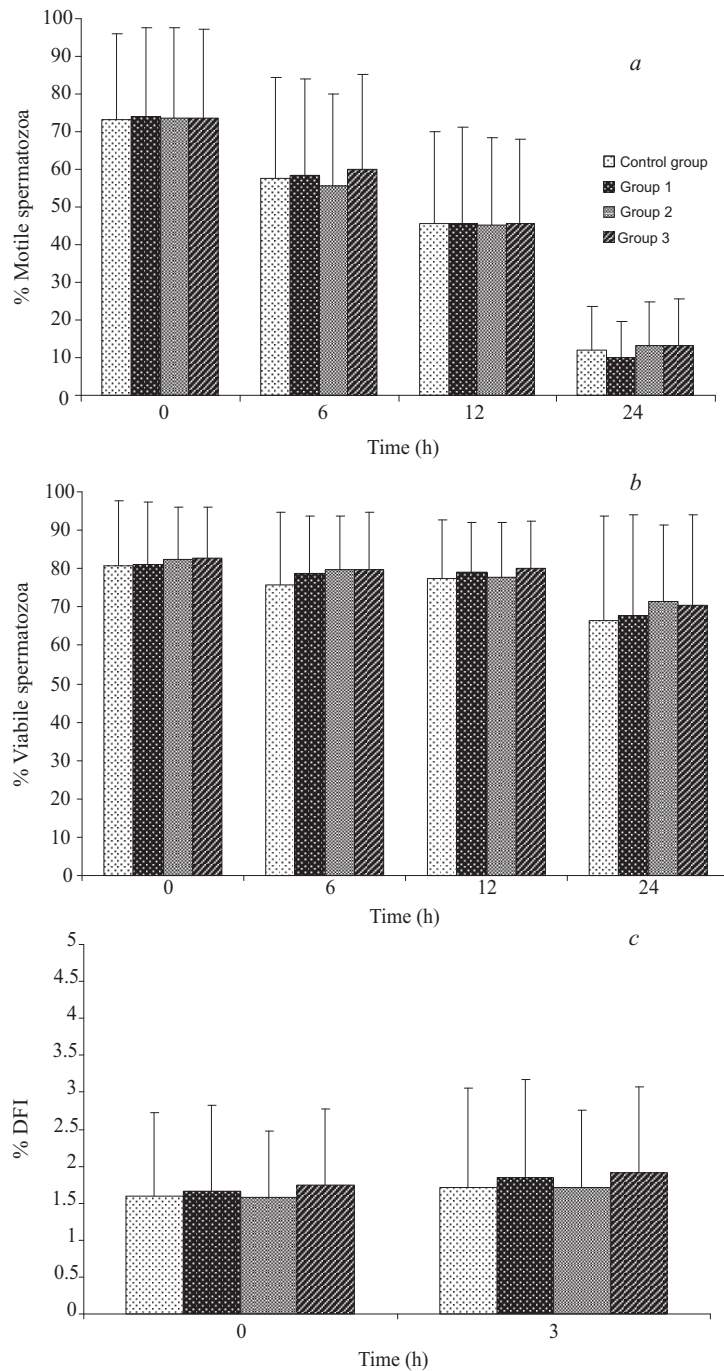 a
100
90
80
70
60
50
40
30
20
10
0
% Motile spermatozoa
Control group
Group 1
Group 2
Group 3
0 6 12 24
Time (h)
b
100
90
80
70
60
50
40
30
20
10
0
% Viabile spermatozoa
0 6 12 24
Time (h)
c
5
4.5
4
3.5
3
2.5
2
1.5
1
0.5
0
% DFI
0 3
Time (h)